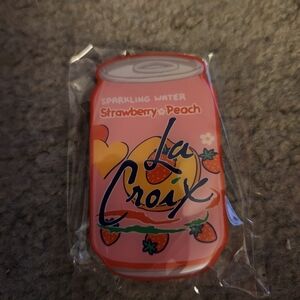 SPARKLING WATER
Strawberry Peach
La
Croix